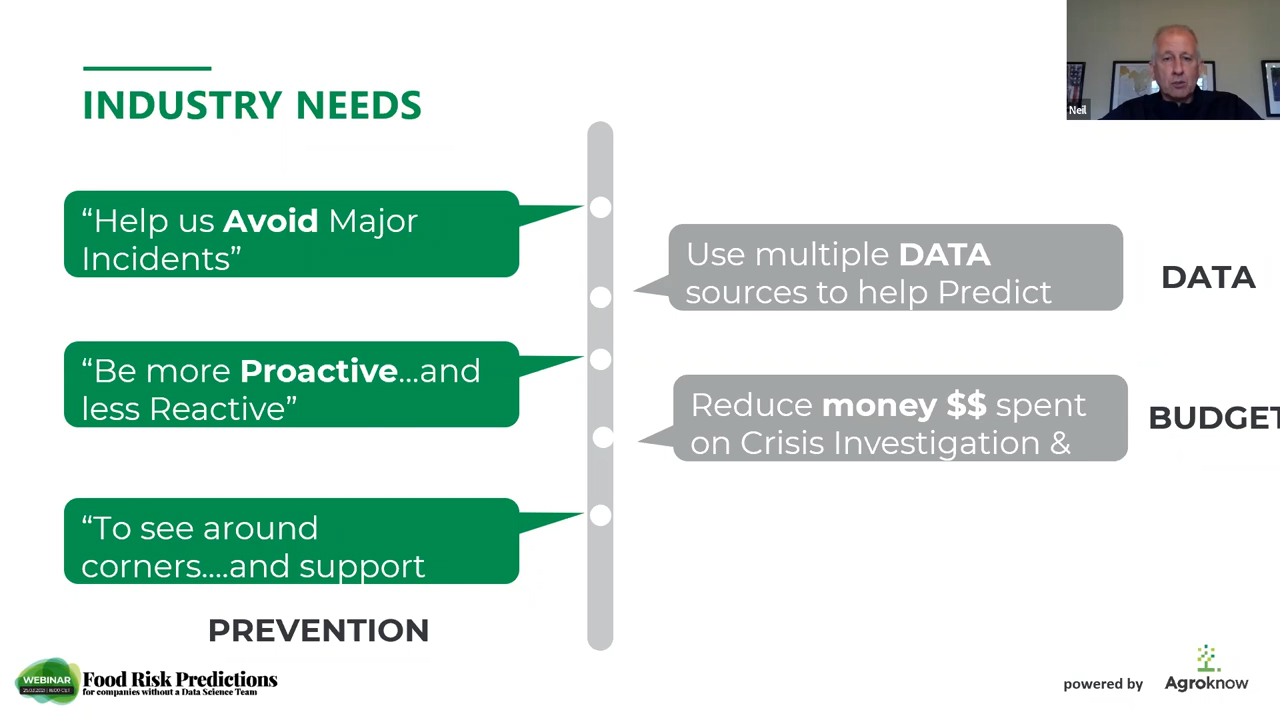 INDUSTRY NEEDS
Neil
“Help us Avoid Major
Incidents”
Use multiple DATA
sources to help Predict
DATA
“Be more Proactive...and
less Reactive”
Reduce money $$ spent
on Crisis Investigation &
BUDGET
“To see around
corners....and support
PREVENTION
WEBINAR
Food Risk Predictions
for companies without a Data Science Team
powered by
Agroknow